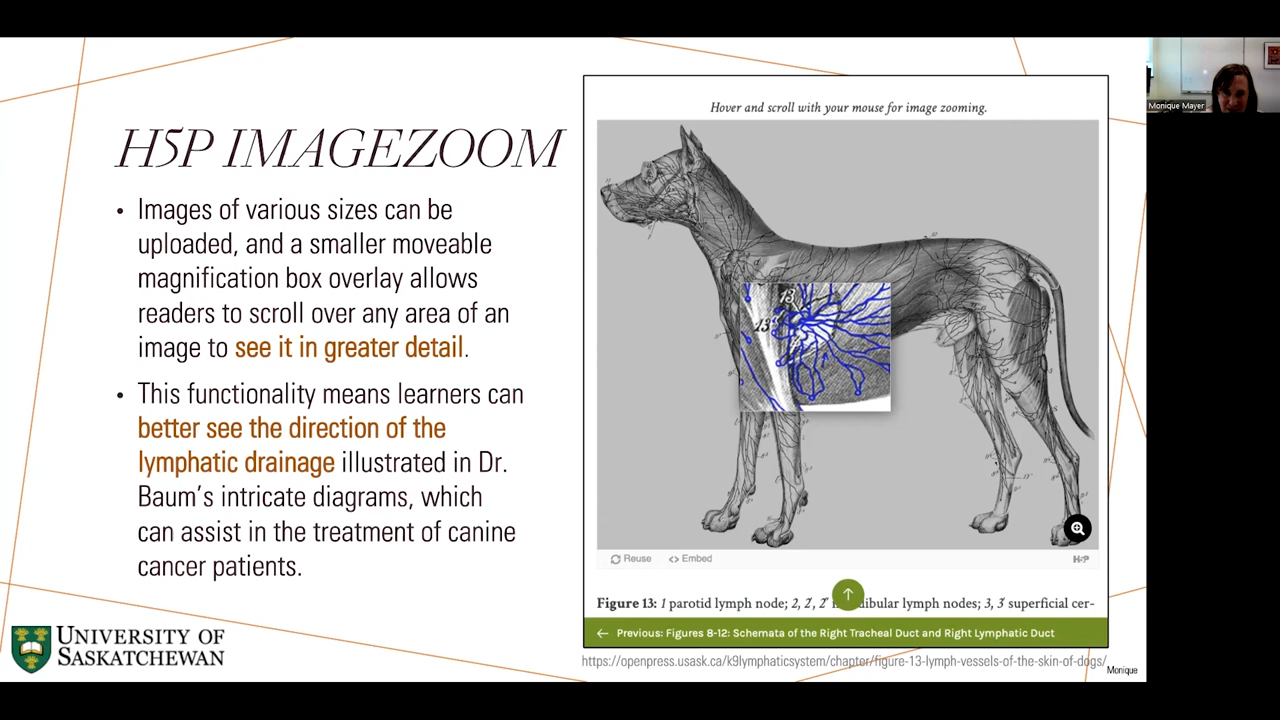 H5P IMAGEZOOM
• Images of various sizes can be
uploaded, and a smaller moveable
magnification box overlay allows
readers to scroll over any area of an
image to see it in greater detail.
• This functionality means learners can
better see the direction of the
lymphatic drainage illustrated in Dr.
Baum's intricate diagrams, which
can assist in the treatment of canine
cancer patients.
UNIVERSITY OF
SASKATCHEWAN
Hover and scroll with your mouse for image zooming.
13
13
Reuse
<> Embed
H5P
Figure 13: 1 parotid lymph node; 2, 2', 2" dibular lymph nodes; 3, 3' superficial cer-
← Previous: Figures 8-12: Schemata of the Right Tracheal Duct and Right Lymphatic Duct
https://openpress.usask.ca/k9lymphaticsystem/chapter/figure-13-lymph-vessels-of-the-skin-of-dogs/
Monique
Monique Mayer